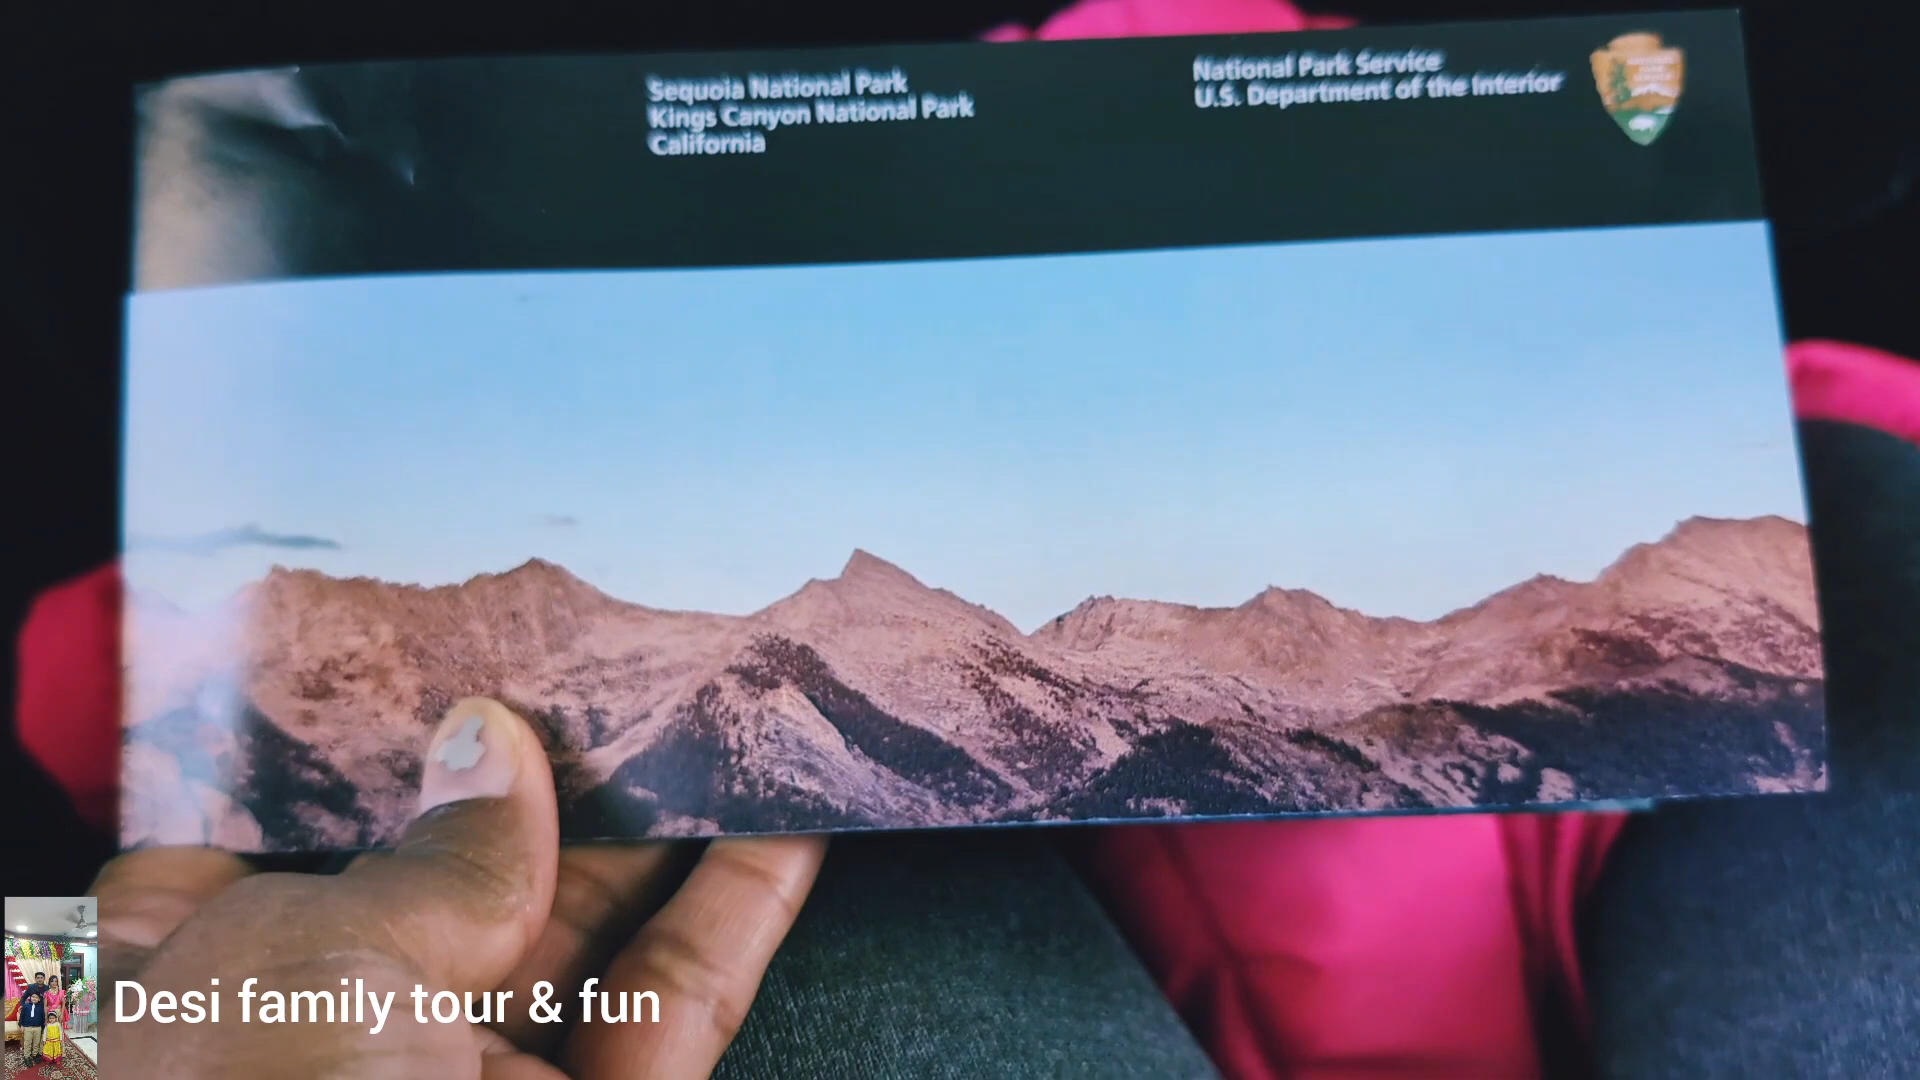 Sequoia National Park
Kings Canyon National Park
California
National Park Service
U.S. Department of the Interior
Desi family tour & fun